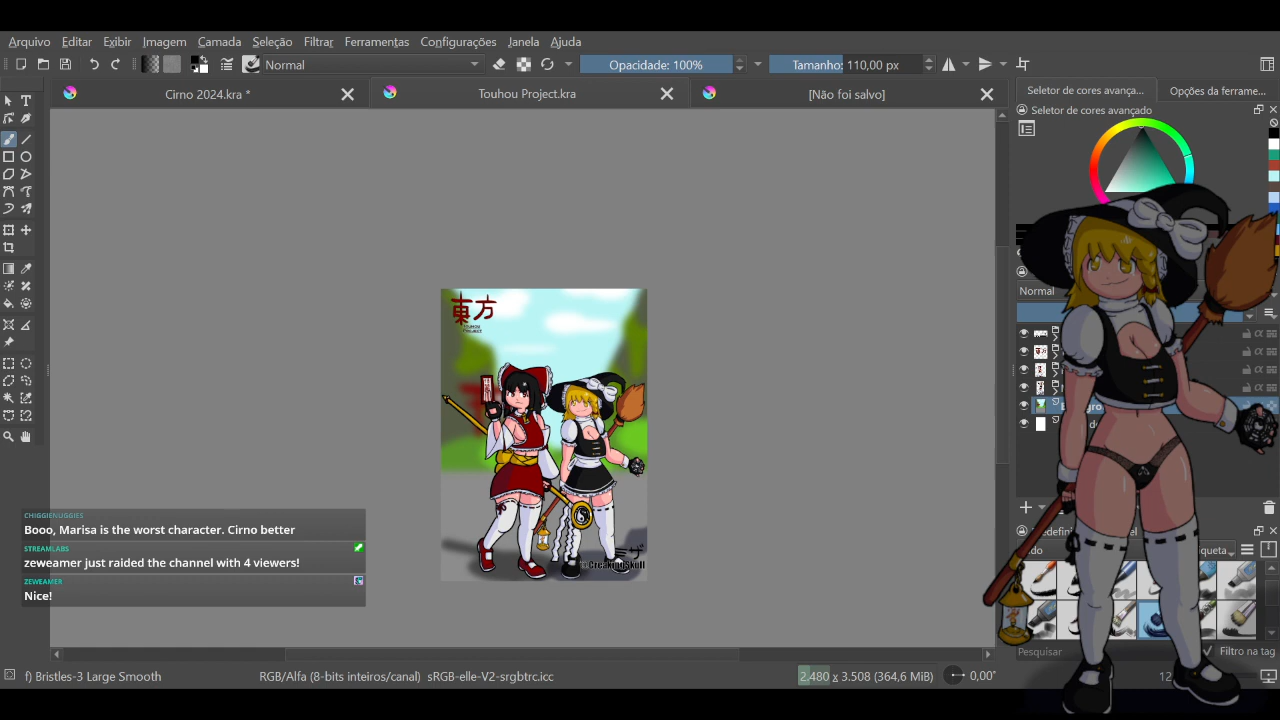 Arquivo Editar Exibir Imagem Camada Seleção Filtrar Ferramentas Configurações Janela Ajuda
Normal Opacidade: 100% Tamanho: 110,00 px
Cirno 2024.kra * Touhou Project.kra [Não foi salvo]
Seletor de cores avança... Opções da ferrame...
Seletor de cores avançado
Normal
東方
TOUHOU
PROJECT
CHIGGIENUGGIES
Booo, Marisa is the worst character. Cirno better
STREAMLABS
zeweamer just raided the channel with 4 viewers!
ZEWEAMER
Nice!
@CreakingSkull
Pesquisar Filtro na tag
f) Bristles-3 Large Smooth RGB/Alfa (8-bits inteiros/canal) sRGB-elle-V2-srgbtrc.icc 2.480 x 3.508 (364,6 MiB) 0,00°